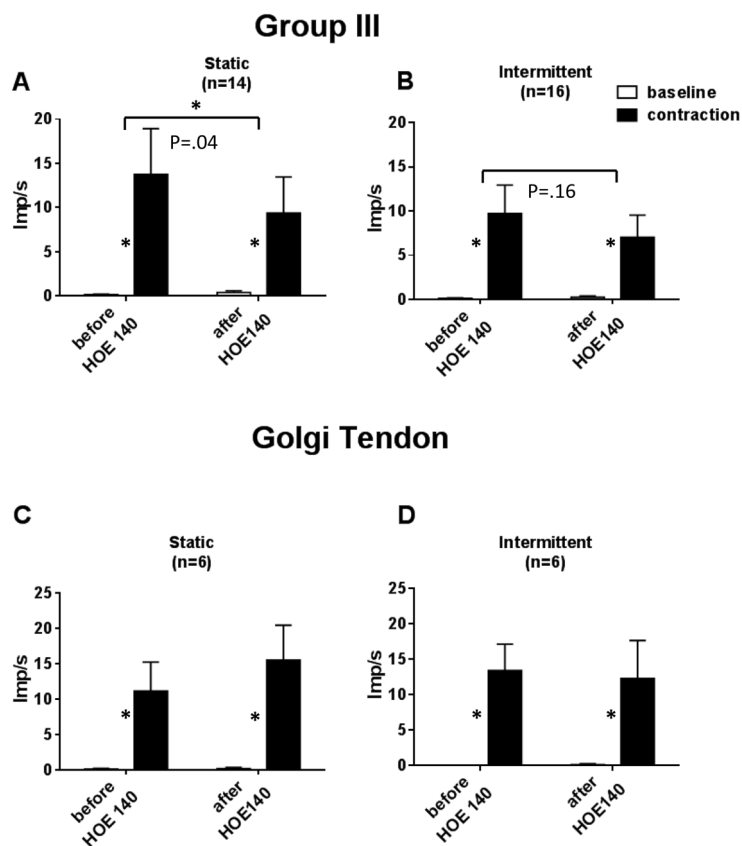 Group III
A
Static
(n=14)
*
P=.04
Imp/s
20
15
10
5
0
*
*
before
HOE 140
after
HOE140
B
Intermittent
(n=16)
baseline
contraction
P=.16
Imp/s
20
15
10
5
0
*
*
before
HOE 140
after
HOE140
Golgi Tendon
C
Static
(n=6)
Imp/s
25
20
15
10
5
0
*
*
before
HOE 140
after
HOE140
D
Intermittent
(n=6)
Imp/s
25
20
15
10
5
0
*
*
before
HOE 140
after
HOE140